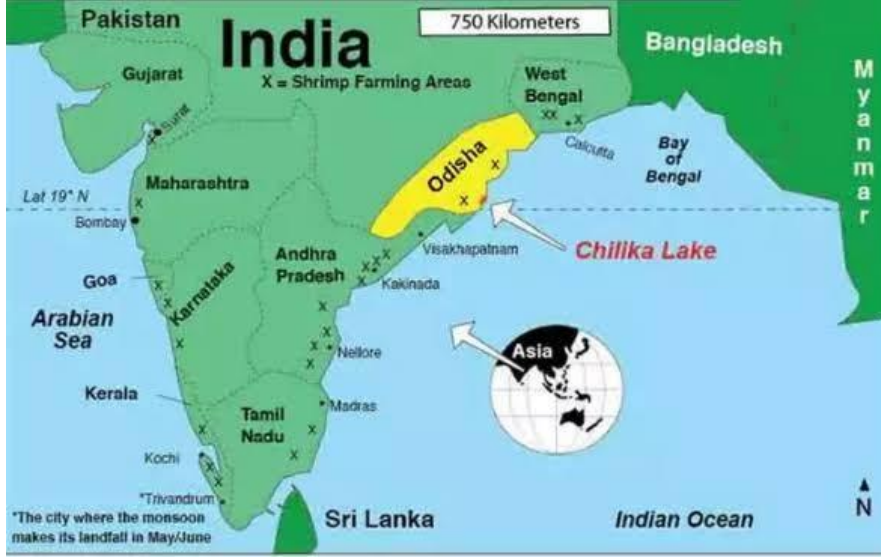 Pakistan
India
750 Kilometers
Bangladesh
Myanmar
Gujarat
X = Shrimp Farming Areas
West
Bengal
XX
X
Surat
X
Calcutta
Bay
of
Bengal
Odisha
X
X
Maharashtra
Lat 19° N
X
Bombay
Chilika Lake
Visakhapatnam
Andhra
Pradesh
X X X
X
Kakinada
Goa
X
X
Karnataka
Arabian
Sea
X
X
X
X
X
Nellore
Asia
Kerala
Madras
Tamil
Nadu
X
X
X
Kochi
X
X
*Trivandrum
*The city where the monsoon
makes its landfall in May/June
Sri Lanka
Indian Ocean
N